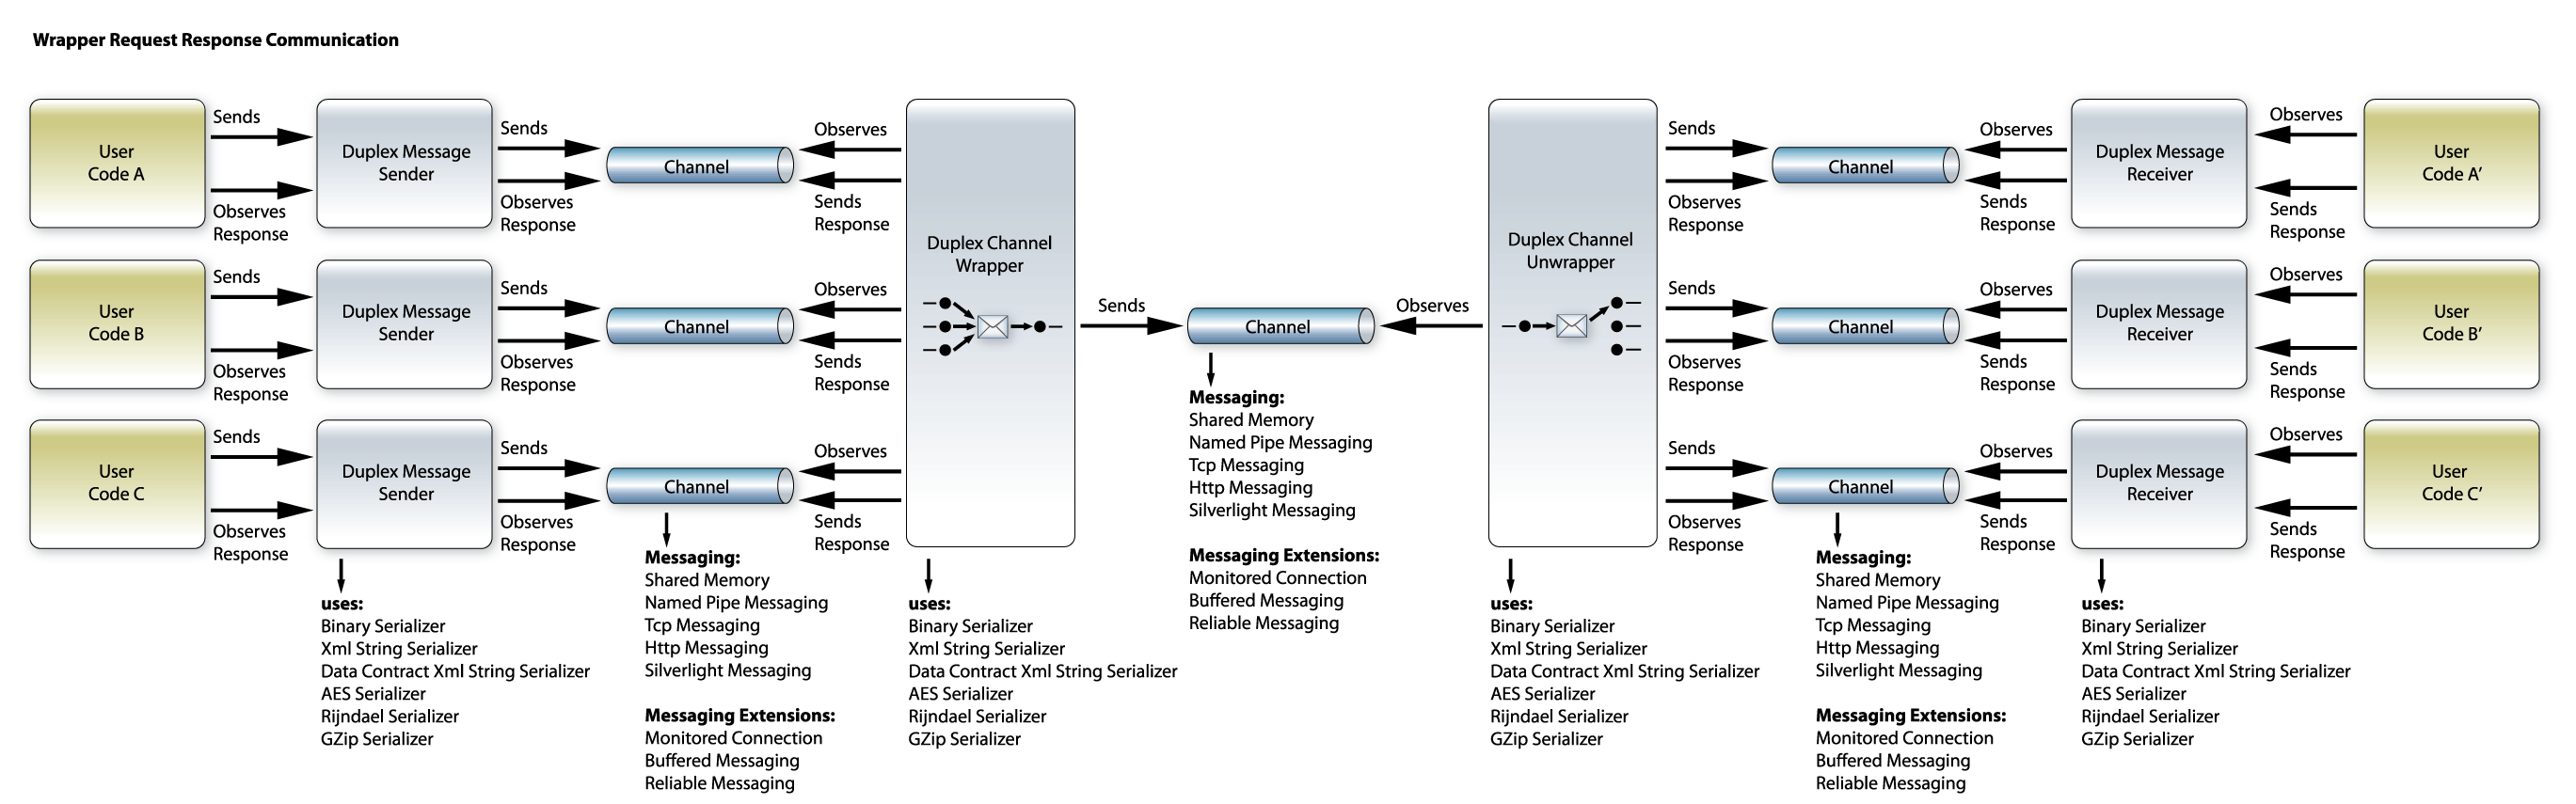 Wrapper Request Response Communication
User
Code A
Sends
Observes
Response
Duplex Message
Sender
Sends
Observes
Response
Channel
Observes
Sends
Response
User
Code B
Sends
Observes
Response
Duplex Message
Sender
Sends
Observes
Response
Channel
Observes
Sends
Response
User
Code C
Sends
Observes
Response
Duplex Message
Sender
Sends
Observes
Response
Channel
Observes
Sends
Response
uses:
Binary Serializer
Xml String Serializer
Data Contract Xml String Serializer
AES Serializer
Rijndael Serializer
GZip Serializer
Messaging:
Shared Memory
Named Pipe Messaging
Tcp Messaging
Http Messaging
Silverlight Messaging
Messaging Extensions:
Monitored Connection
Buffered Messaging
Reliable Messaging
Duplex Channel
Wrapper
uses:
Binary Serializer
Xml String Serializer
Data Contract Xml String Serializer
AES Serializer
Rijndael Serializer
GZip Serializer
Sends
Channel
Observes
Messaging:
Shared Memory
Named Pipe Messaging
Tcp Messaging
Http Messaging
Silverlight Messaging
Messaging Extensions:
Monitored Connection
Buffered Messaging
Reliable Messaging
Duplex Channel
Unwrapper
uses:
Binary Serializer
Xml String Serializer
Data Contract Xml String Serializer
AES Serializer
Rijndael Serializer
GZip Serializer
Sends
Observes
Response
Channel
Observes
Sends
Response
Duplex Message
Receiver
Observes
Sends
Response
User
Code A′
Sends
Observes
Response
Channel
Observes
Sends
Response
Duplex Message
Receiver
Observes
Sends
Response
User
Code B′
Sends
Observes
Response
Channel
Observes
Sends
Response
Duplex Message
Receiver
Observes
Sends
Response
User
Code C′
Messaging:
Shared Memory
Named Pipe Messaging
Tcp Messaging
Http Messaging
Silverlight Messaging
Messaging Extensions:
Monitored Connection
Buffered Messaging
Reliable Messaging
uses:
Binary Serializer
Xml String Serializer
Data Contract Xml String Serializer
AES Serializer
Rijndael Serializer
GZip Serializer